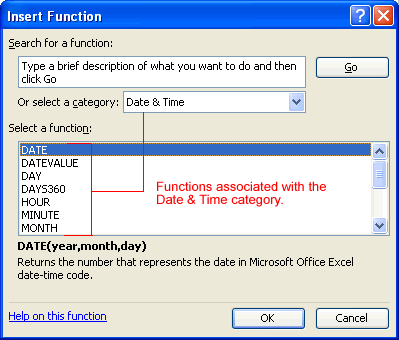 Insert Function
Search for a function:
Type a brief description of what you want to do and then
click Go
Go
Or select a category: Date & Time
Select a function:
DATE
DATEVALUE
DAY
DAYS360
HOUR
MINUTE
MONTH
Functions associated with the
Date & Time category.
DATE(year,month,day)
Returns the number that represents the date in Microsoft Office Excel
date-time code.
Help on this function
OK
Cancel